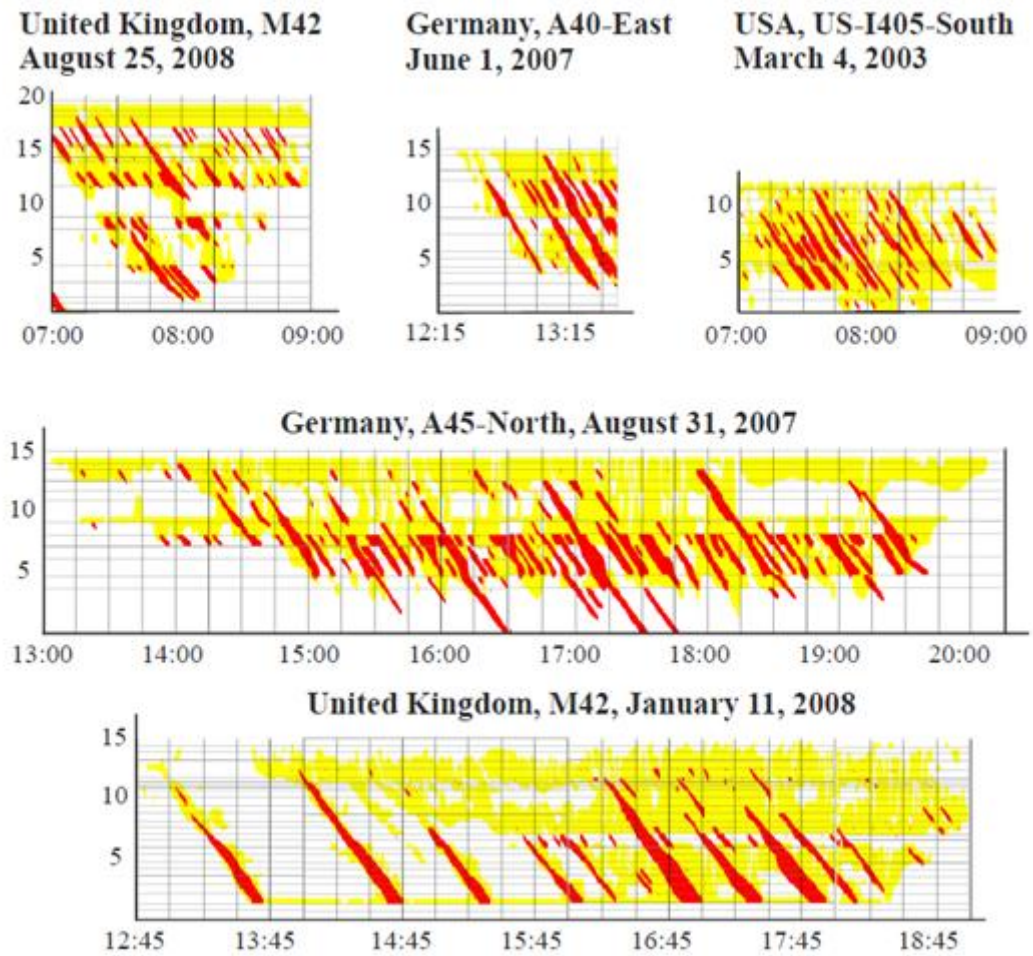 United Kingdom, M42
August 25, 2008
Germany, A40-East
June 1, 2007
USA, US-I405-South
March 4, 2003
20
15
10
5
07:00 08:00 09:00
15
10
5
12:15 13:15
10
5
07:00 08:00 09:00
Germany, A45-North, August 31, 2007
15
10
5
13:00 14:00 15:00 16:00 17:00 18:00 19:00 20:00
United Kingdom, M42, January 11, 2008
15
10
5
12:45 13:45 14:45 15:45 16:45 17:45 18:45